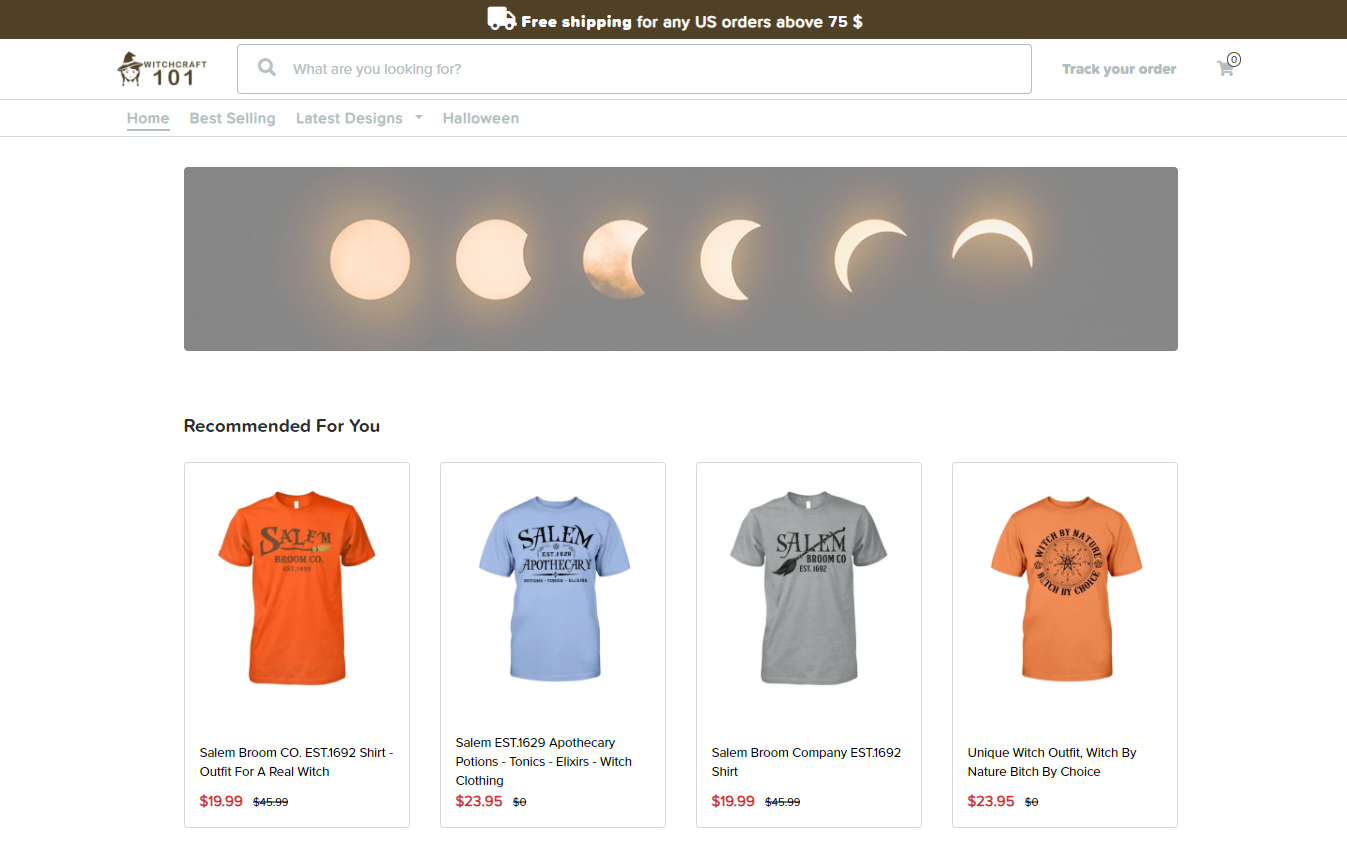 Free shipping for any US orders above 75 $
WITCHCRAFT
101
What are you looking for?
Track your order
0
Home
Best Selling
Latest Designs
Halloween
Recommended For You
SALEM
BROOM CO.
EST.1692
SALEM
EST.1629
APOTHECARY
POTIONS - TONICS - ELIXIRS
SALEM
BROOM CO
EST. 1692
WITCH BY NATURE
BITCH BY CHOICE
Salem Broom CO. EST.1692 Shirt -
Outfit For A Real Witch
$19.99 $45.99
Salem EST.1629 Apothecary
Potions - Tonics - Elixirs - Witch
Clothing
$23.95 $0
Salem Broom Company EST.1692
Shirt
$19.99 $45.99
Unique Witch Outfit, Witch By
Nature Bitch By Choice
$23.95 $0